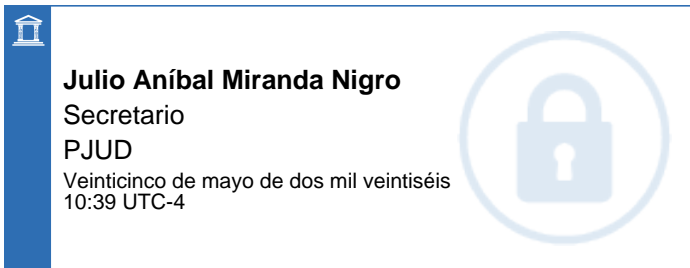 Julio Aníbal Miranda Nigro
Secretario
PJUD
Veinticinco de mayo de dos mil veintiséis
10:39 UTC-4